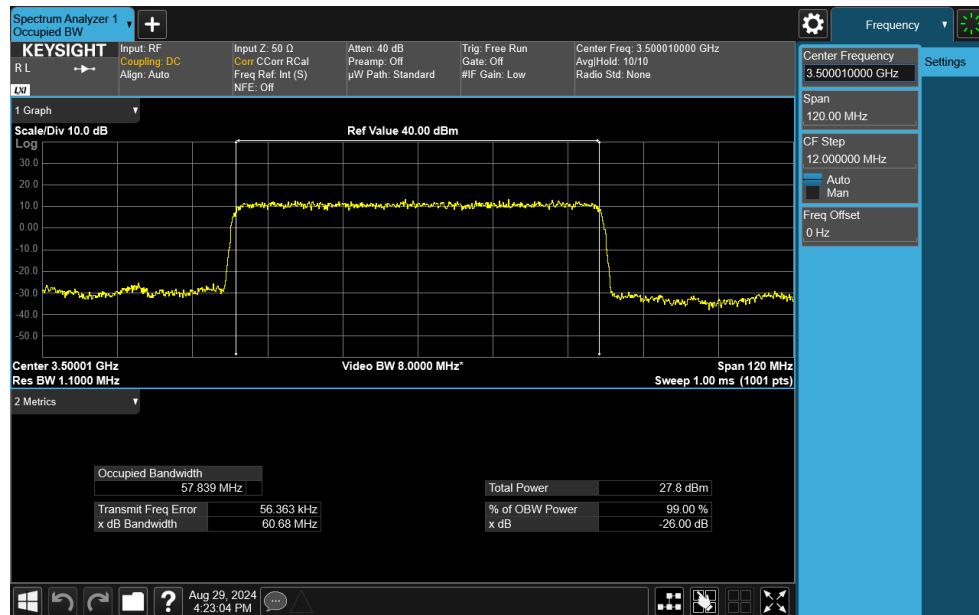 Spectrum Analyzer 1
Occupied BW
Frequency
KEYSIGHT
R L
LXI
Input: RF
Coupling: DC
Align: Auto
Input Z: 50 Ω
Corr CCorr RCal
Freq Ref: Int (S)
NFE: Off
Atten: 40 dB
Preamp: Off
µW Path: Standard
Trig: Free Run
Gate: Off
#IF Gain: Low
Center Freq: 3.500010000 GHz
Avg|Hold: 10/10
Radio Std: None
Center Frequency
3.500010000 GHz
Settings
Span
120.00 MHz
CF Step
12.000000 MHz
Auto
Man
Freq Offset
0 Hz
1 Graph
Scale/Div 10.0 dB
Ref Value 40.00 dBm
Log
30.0
20.0
10.0
0.00
-10.0
-20.0
-30.0
-40.0
-50.0
Center 3.50001 GHz
Video BW 8.0000 MHz*
Span 120 MHz
Res BW 1.1000 MHz
Sweep 1.00 ms (1001 pts)
2 Metrics
Occupied Bandwidth
57.839 MHz
Total Power 27.8 dBm
Transmit Freq Error 56.363 kHz
% of OBW Power 99.00 %
x dB Bandwidth 60.68 MHz
x dB -26.00 dB
?
Aug 29, 2024
4:23:04 PM